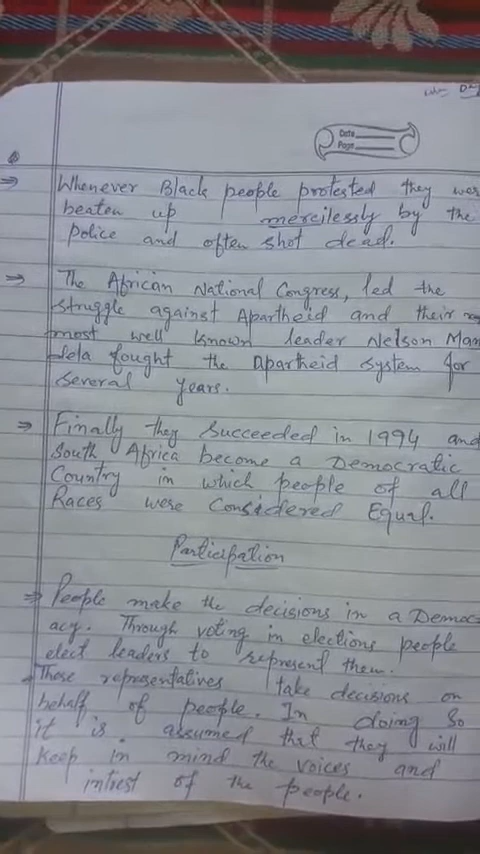 Date
Page
⇒ Whenever Black people protested they wer
beaten up mercilessly by the
police and often shot dead.
⇒ The African National Congress, led the
struggle against Apartheid and their
most well known leader Nelson Man
dela fought the apartheid system for
several years.
⇒ Finally they succeeded in 1994 and
South Africa become a Democratic
Country in which people of all
Races were Considered Equal.
Participation
⇒ People make the decisions in a Democ
acy. Through voting in elections people
elect leaders to represent them.
These representatives take decisions on
behalf of people. In doing so
it is assumed that they will
keep in mind the voices and
intrest of the people.